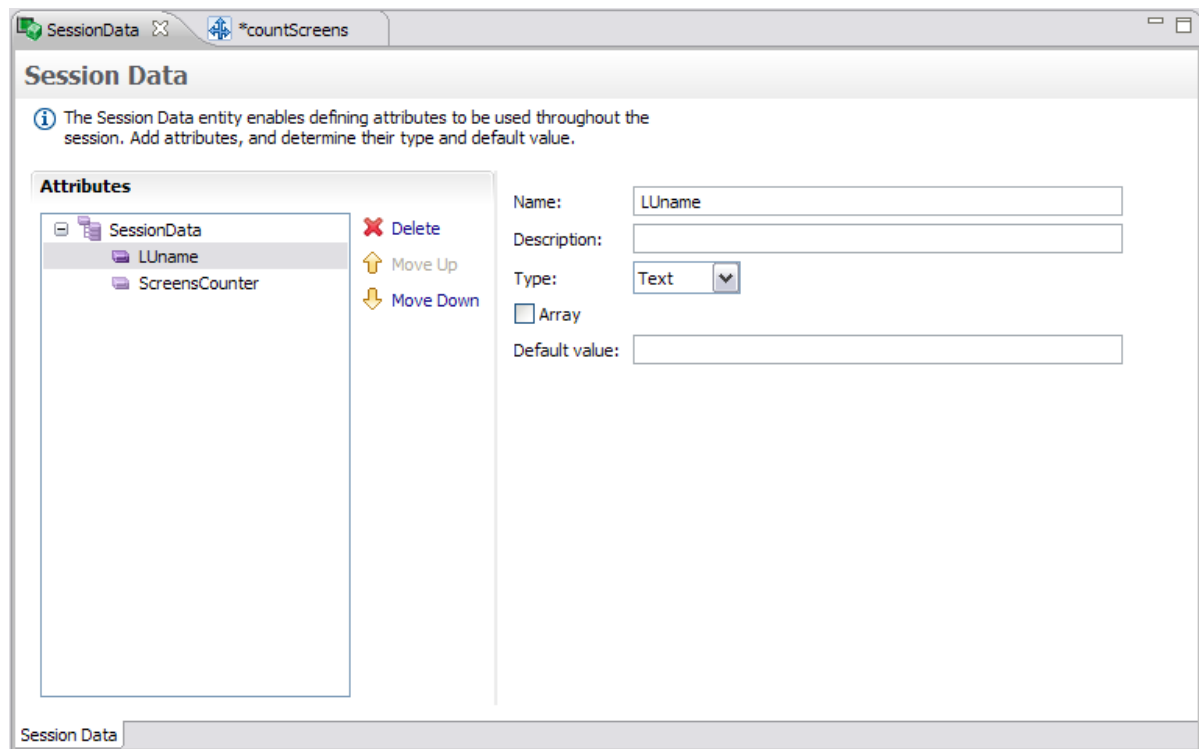 SessionData
*countScreens
Session Data
The Session Data entity enables defining attributes to be used throughout the
session. Add attributes, and determine their type and default value.
Attributes
SessionData
LUname
ScreensCounter
Delete
Move Up
Move Down
Name: LUname
Description:
Type: Text
Array
Default value:
Session Data